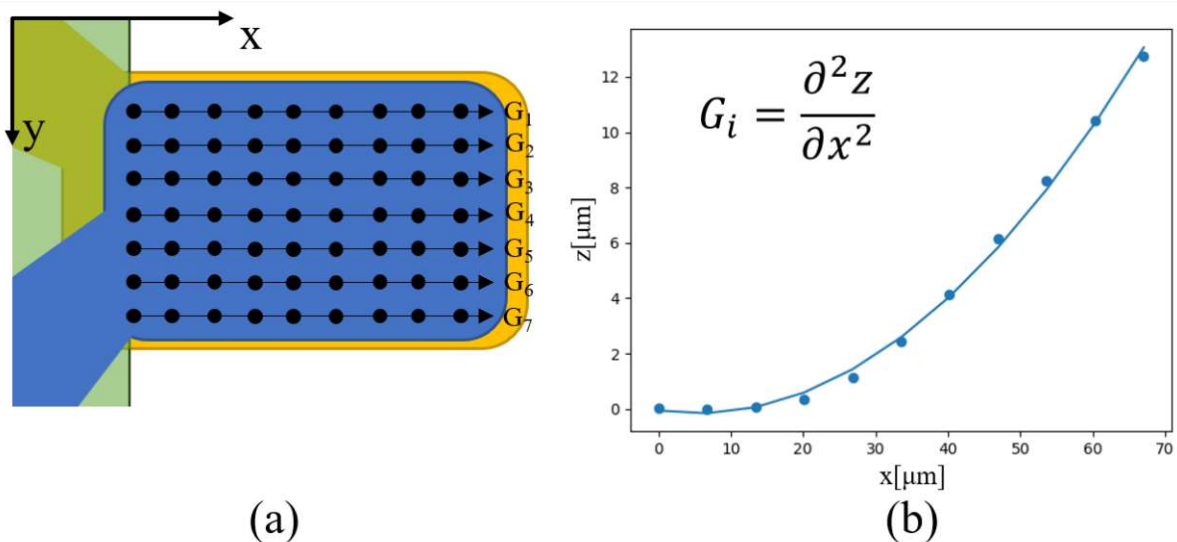 x
y
G₁
G₂
G₃
G₄
G₅
G₆
G₇
(a)
G_i = ∂²z / ∂x²
z[μm]
12
10
8
6
4
2
0
0 10 20 30 40 50 60 70
x[μm]
(b)